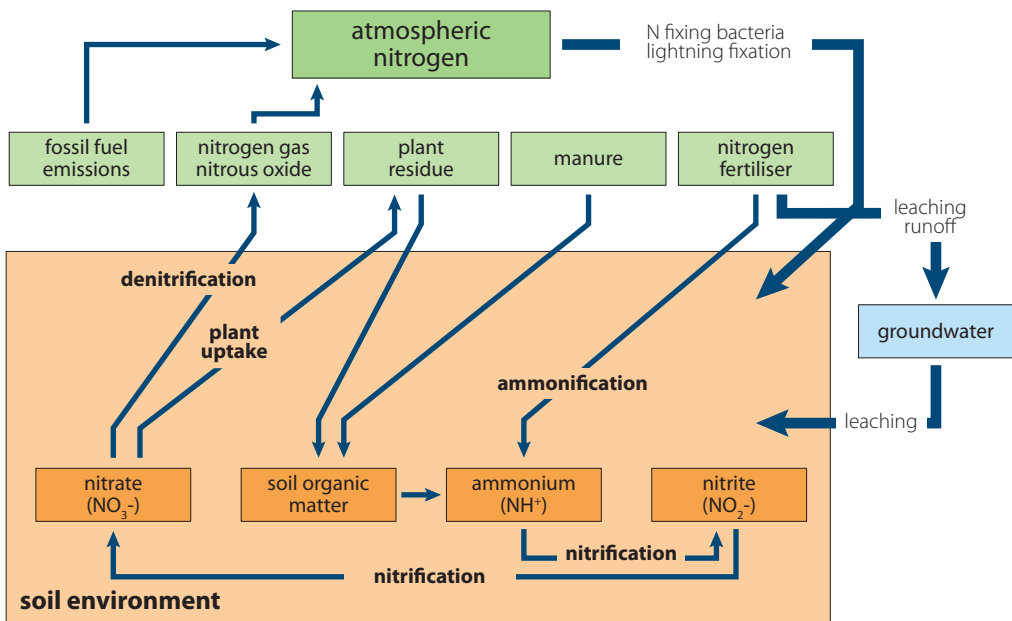 atmospheric
nitrogen
N fixing bacteria
lightning fixation
fossil fuel
emissions
nitrogen gas
nitrous oxide
plant
residue
manure
nitrogen
fertiliser
leaching
runoff
denitrification
plant
uptake
groundwater
ammonification
leaching
nitrate
(NO₃-)
soil organic
matter
ammonium
(NH⁺)
nitrite
(NO₂-)
nitrification
nitrification
soil environment